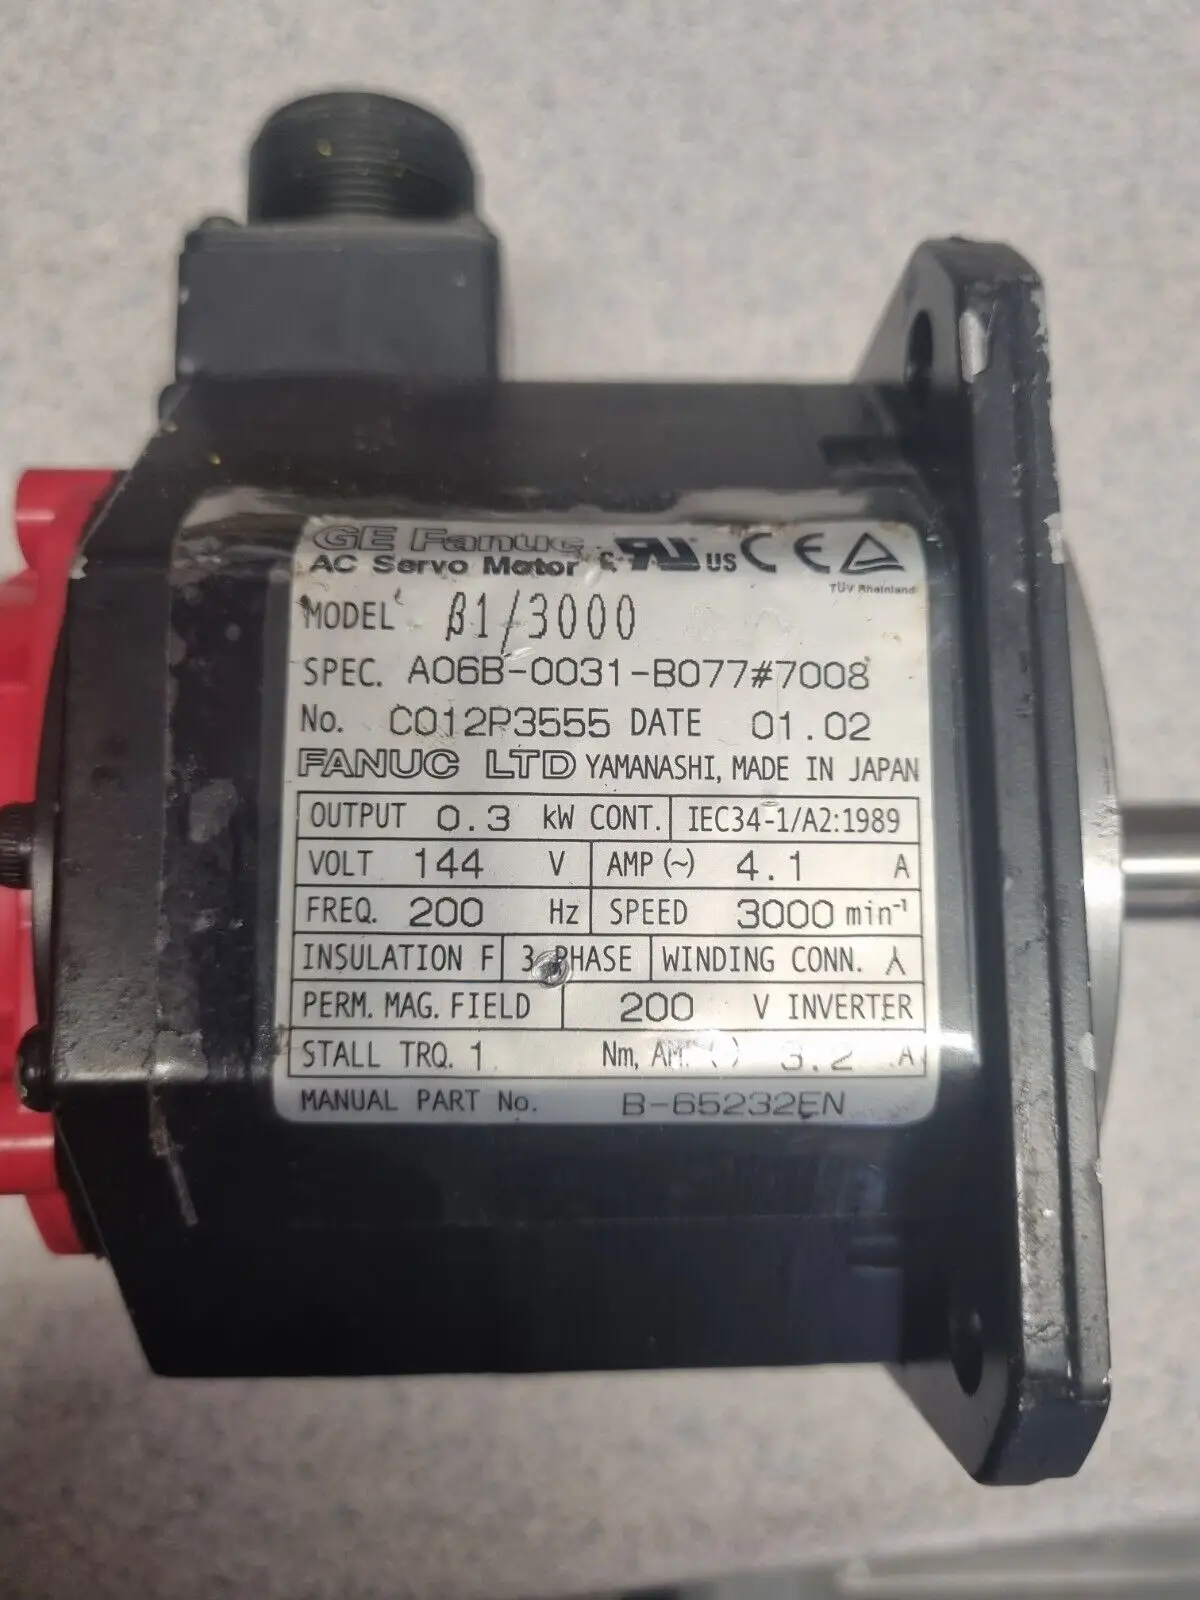 GE Fanuc
AC Servo Motor c RU US CE TÜV Rheinland
MODEL β1/3000
SPEC. A06B-0031-B077#7008
No. C012P3555 DATE 01.02
FANUC LTD YAMANASHI, MADE IN JAPAN
OUTPUT 0.3 kW CONT. IEC34-1/A2:1989
VOLT 144 V AMP (~) 4.1 A
FREQ. 200 Hz SPEED 3000 min⁻¹
INSULATION F 3 PHASE WINDING CONN. ⅄
PERM. MAG. FIELD 200 V INVERTER
STALL TRQ. 1 Nm, AMP. 3.2 A
MANUAL PART No. B-65232EN